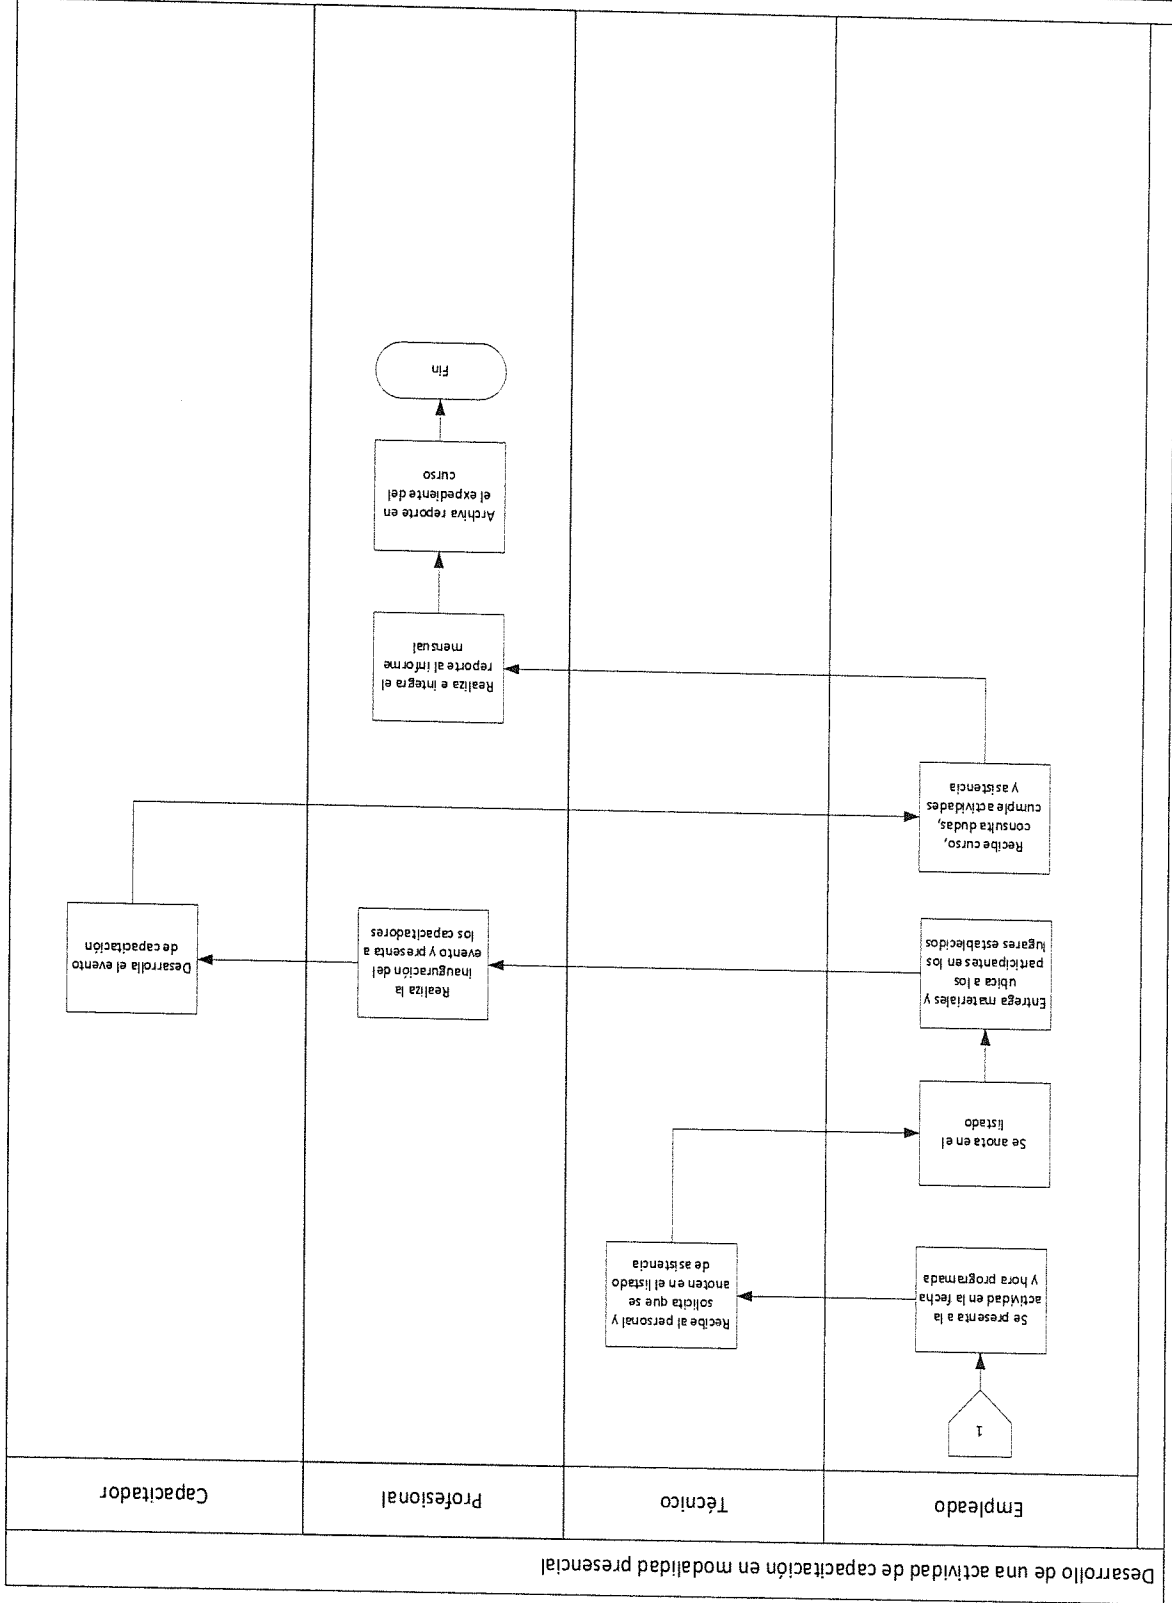 Desarrollo de una actividad de capacitación en modalidad presencial
Empleado
Técnico
Profesional
Capacitador
1
Se presenta a la
actividad en la fecha
y hora programada
Recibe al personal y
solicita que se
anoten en el listado
de asistencia
Se anota en el
listado
Entrega materiales y
ubica a los
participantes en los
lugares establecidos
Realiza la
inauguración del
evento y presenta a
los capacitadores
Desarrolla el evento
de capacitación
Recibe curso,
consulta dudas,
cumple actividades
y asistencia
Realiza e integra el
reporte al informe
mensual
Archiva reporte en
el expediente del
curso
Fin